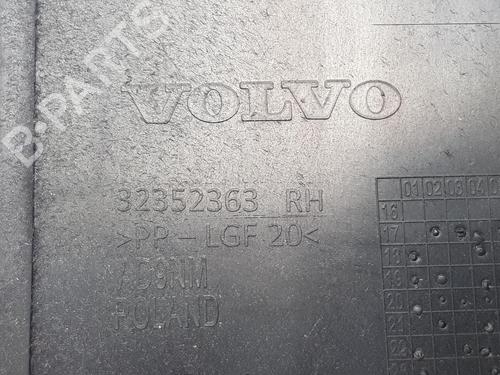 B-PARTS
VOLVO
32352363 RH
>PP-LGF 20<
AD9NM
POLAND
01 02 03 04
16
17
18
19
20
21
22